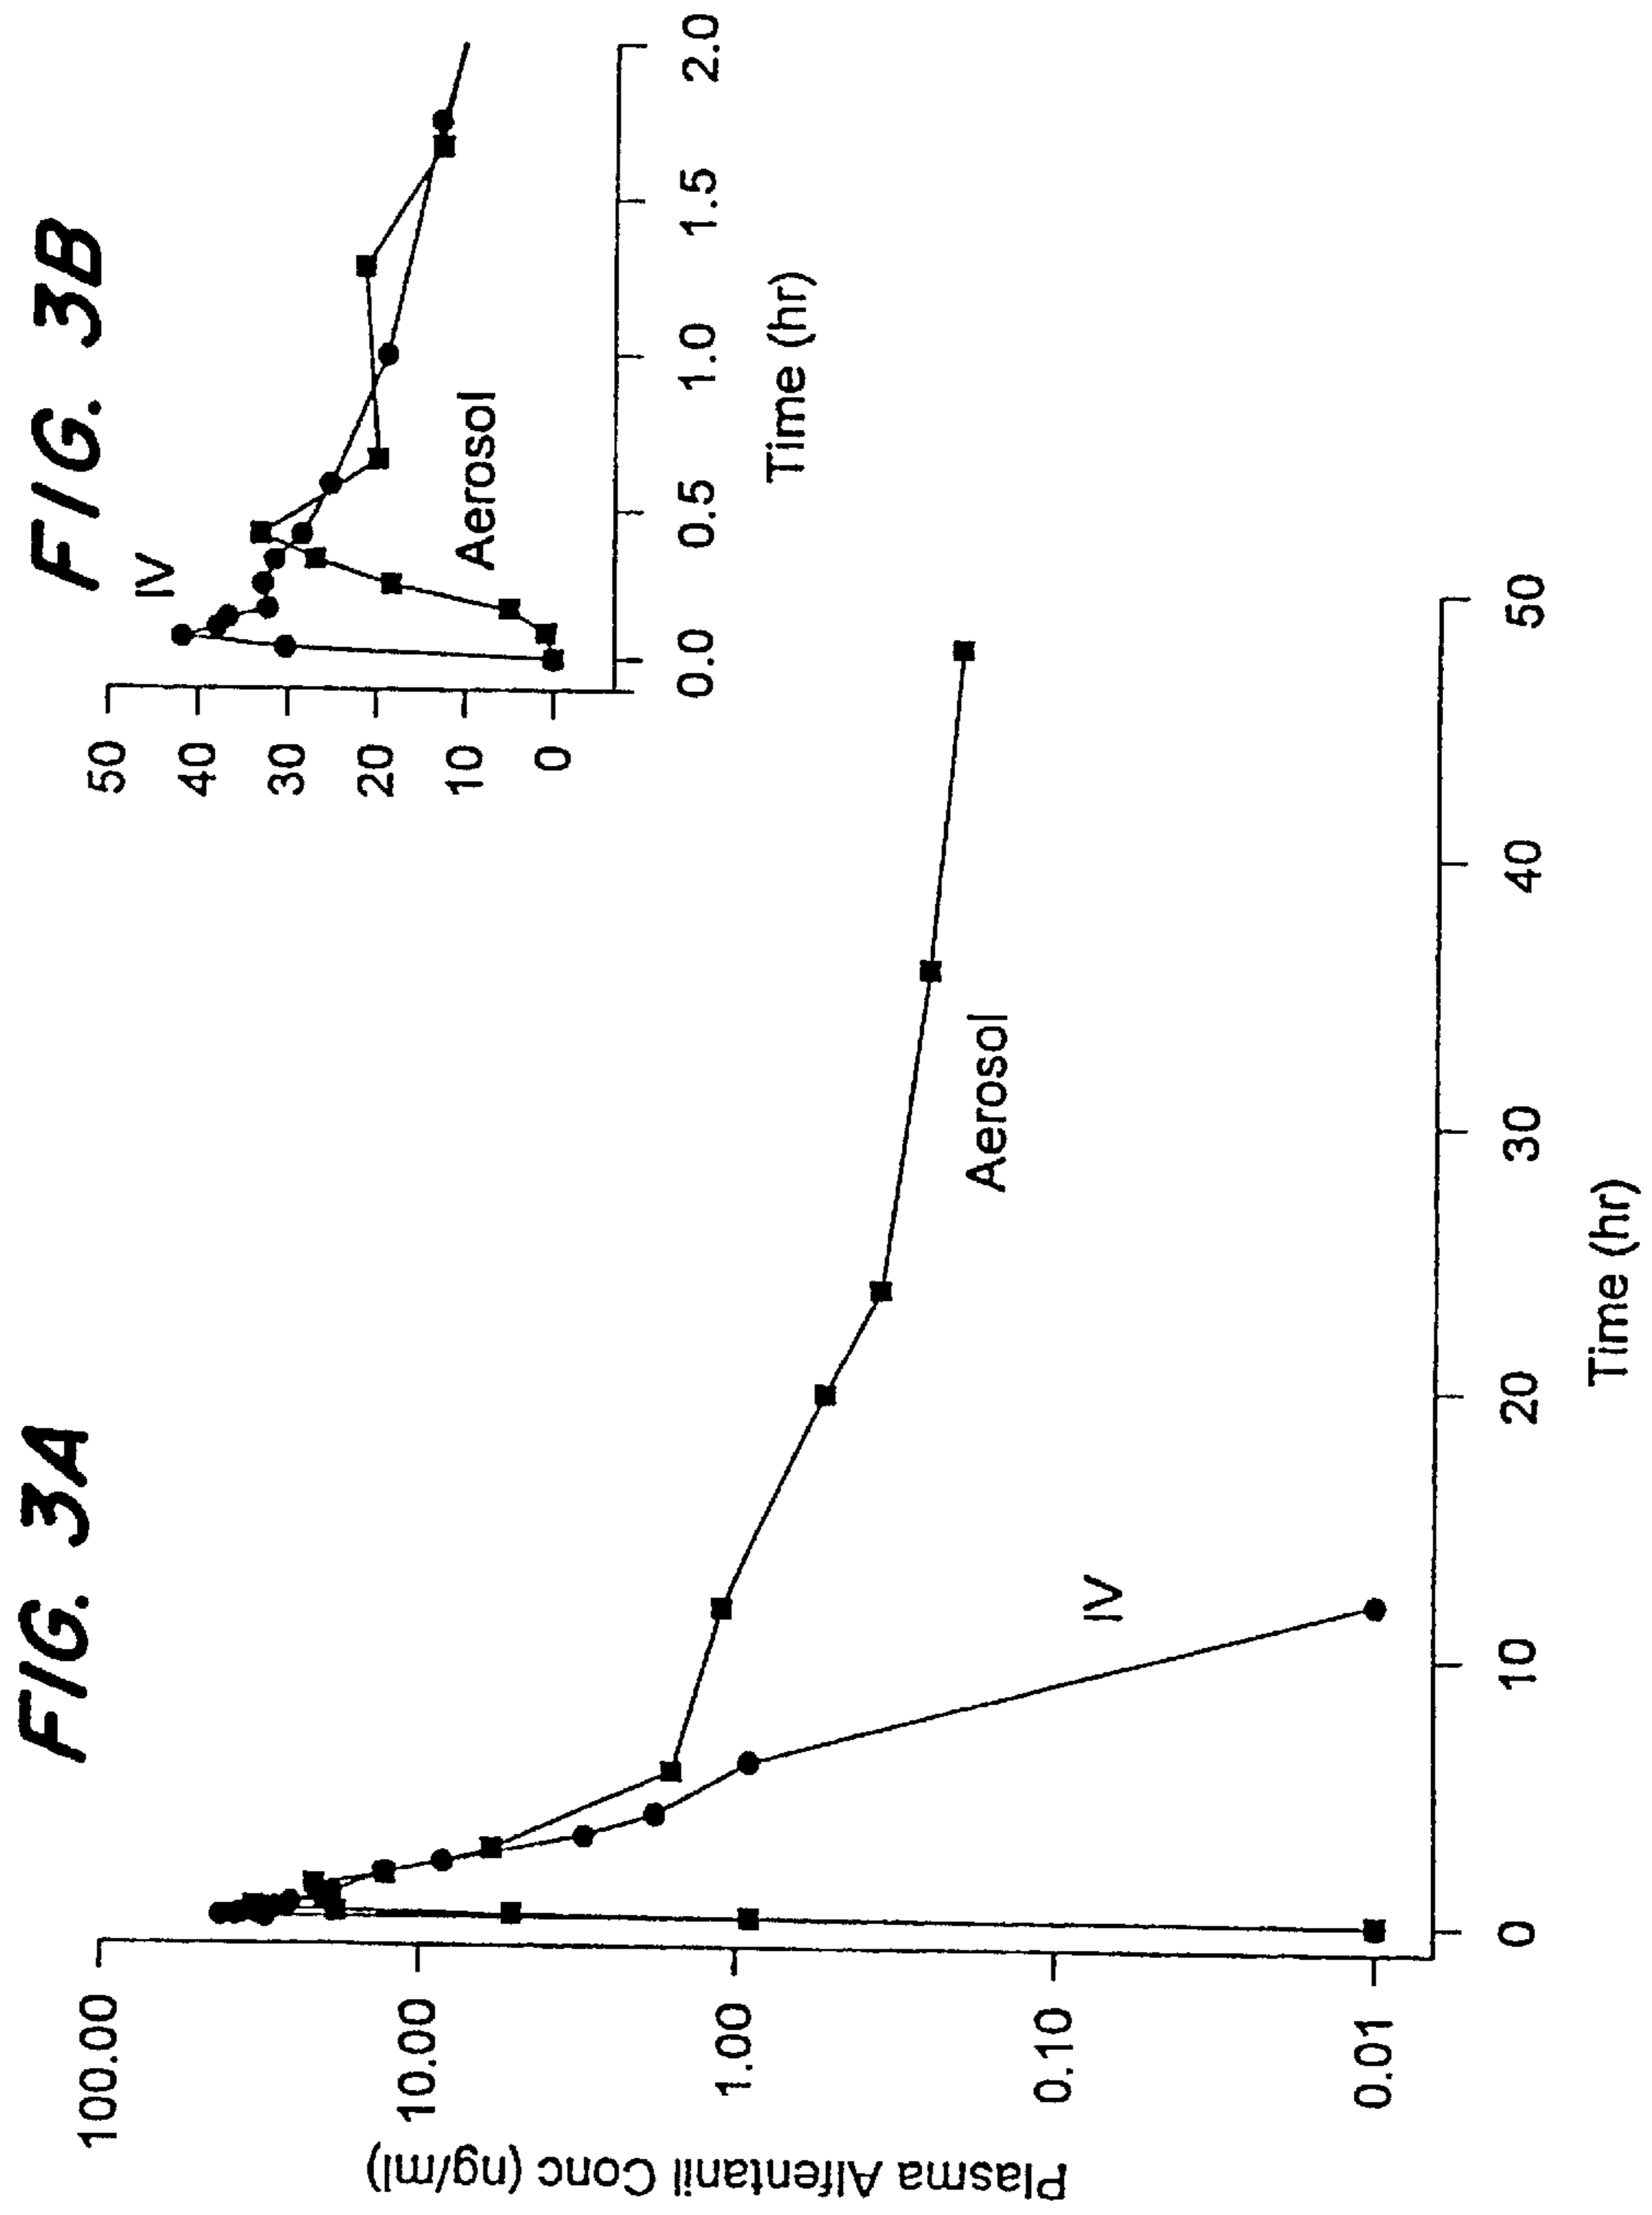 FIG. 3A
100.00
10.00
1.00
0.10
0.01
Plasma Alfentanil Conc (ng/ml)
IV
Aerosol
0 10 20 30 40 50
Time (hr)
FIG. 3B
50
40
30
20
10
0
IV
Aerosol
0.0 0.5 1.0 1.5 2.0
Time (hr)